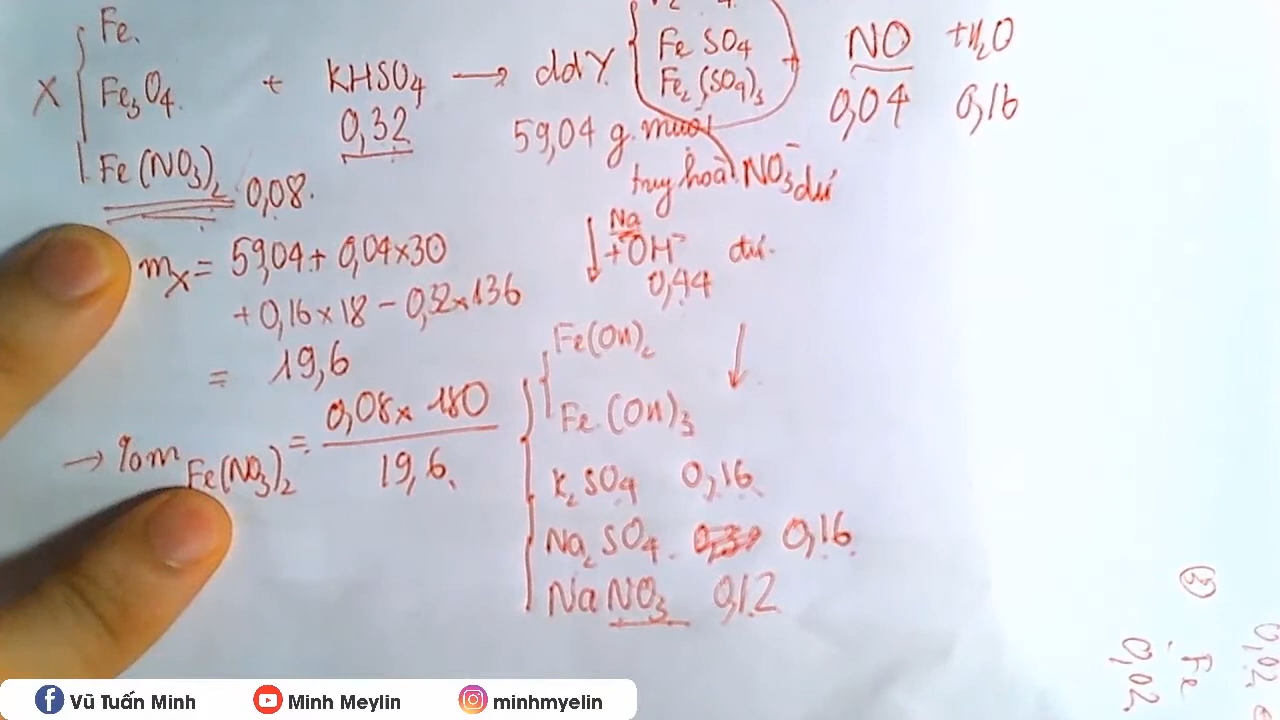 X
Fe.
Fe3O4.
Fe(NO3)2 0,08.
+ KHSO4 → ddY
0,32
FeSO4
Fe2(SO4)3
+ NO + H2O
0,04 0,16
59,04 g muối
NO3- dư
Na
+OH- dư.
0,44
mX = 59,04 + 0,04×30
+ 0,16×18 - 0,32×136
= 19,6
→ %m Fe(NO3)2 = 0,08×180
19,6.
Fe(OH)2
Fe(OH)3
K2SO4 0,16.
Na2SO4. 0,16.
NaNO3 0,12
3
Fe
0,02.
0,02
Vũ Tuấn Minh
Minh Meylin
minhmyelin